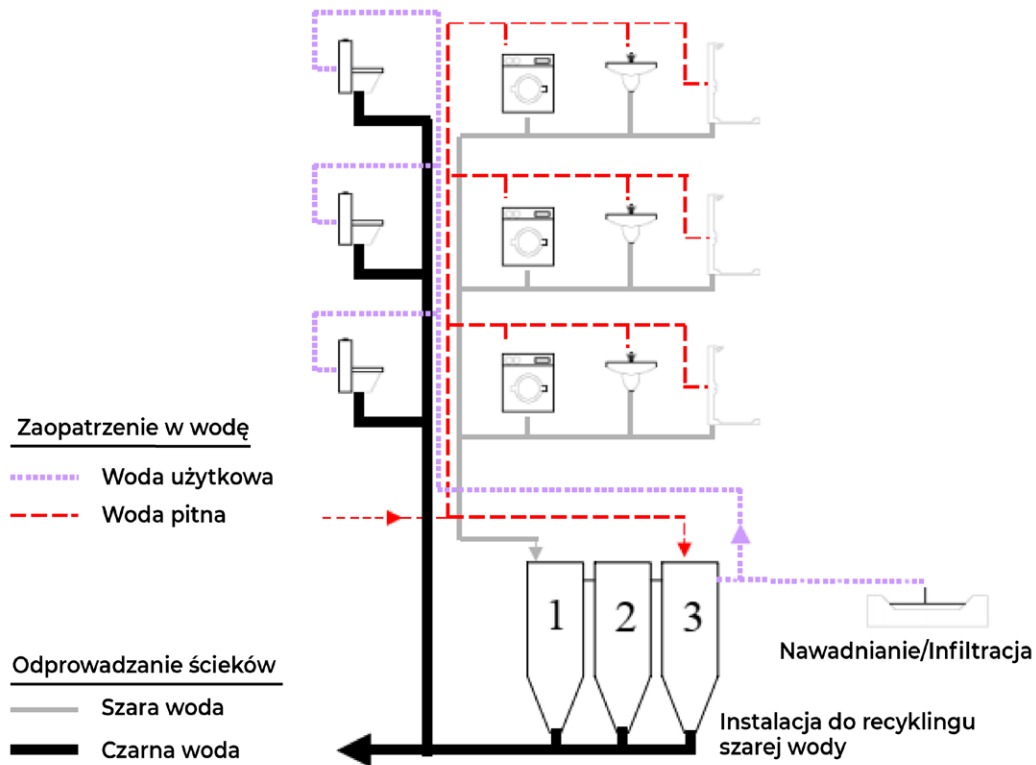 Zaopatrzenie w wodę
Woda użytkowa
Woda pitna
1 2 3
Nawadnianie/Infiltracja
Odprowadzanie ścieków
Szara woda
Czarna woda
Instalacja do recyklingu
szarej wody